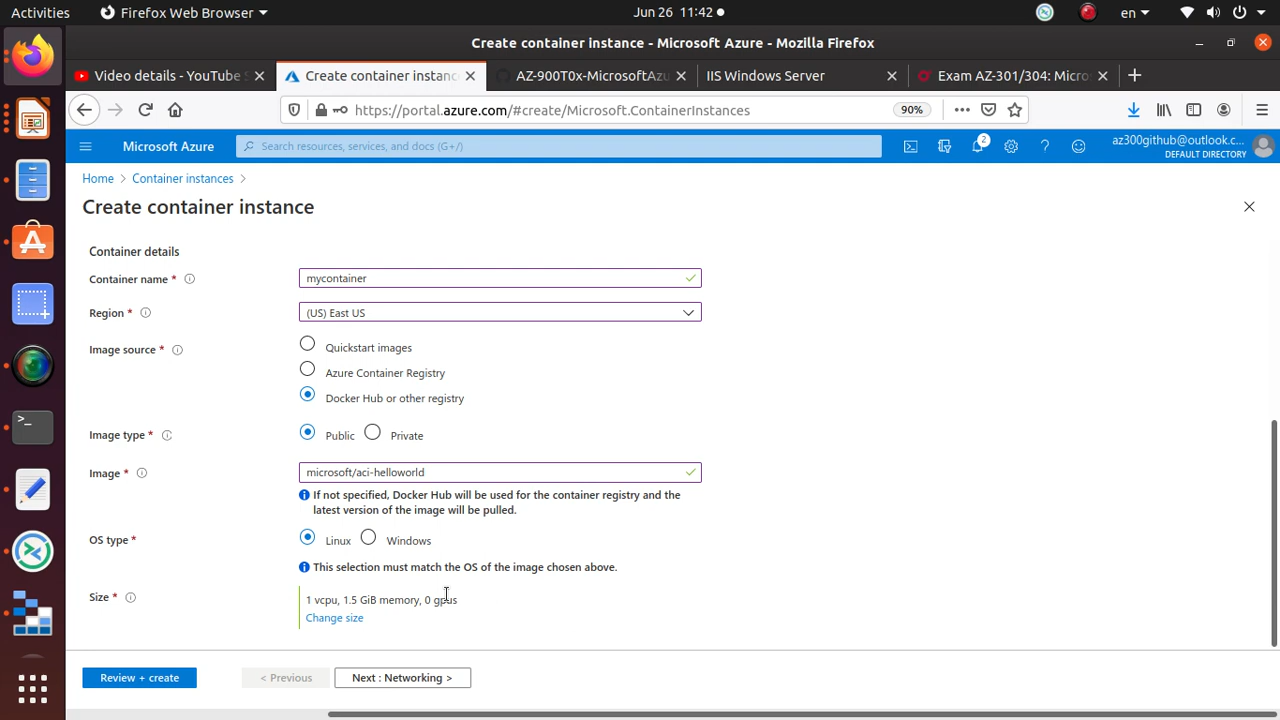 Activities
Firefox Web Browser
Jun 26 11:42
en
Create container instance - Microsoft Azure - Mozilla Firefox
Video details - YouTube S
Create container instanc
AZ-900T0x-MicrosoftAzu
IIS Windows Server
Exam AZ-301/304: Micro
https://portal.azure.com/#create/Microsoft.ContainerInstances
90%
Microsoft Azure
Search resources, services, and docs (G+/)
2
az300github@outlook.c...
DEFAULT DIRECTORY
Home > Container instances >
Create container instance
Container details
Container name *
mycontainer
Region *
(US) East US
Image source *
Quickstart images
Azure Container Registry
Docker Hub or other registry
Image type *
Public
Private
Image *
microsoft/aci-helloworld
If not specified, Docker Hub will be used for the container registry and the
latest version of the image will be pulled.
OS type *
Linux
Windows
This selection must match the OS of the image chosen above.
Size *
1 vcpu, 1.5 GiB memory, 0 gpus
Change size
Review + create
< Previous
Next : Networking >